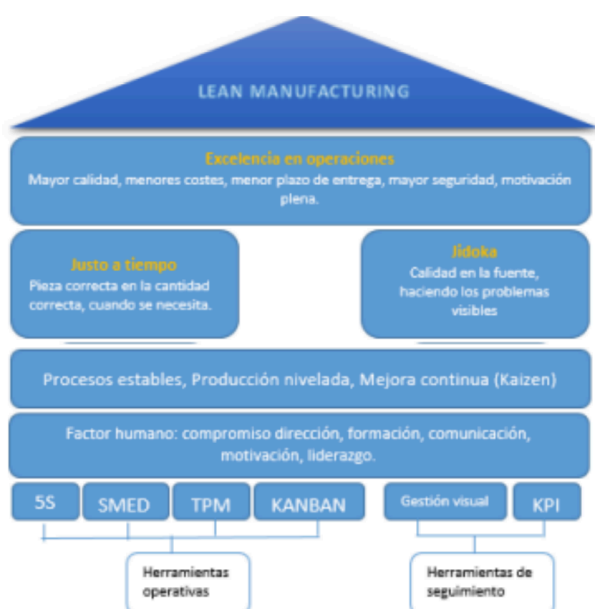 LEAN MANUFACTURING
Excelencia en operaciones
Mayor calidad, menores costes, menor plazo de entrega, mayor seguridad, motivación
plena.
Justo a tiempo
Pieza correcta en la cantidad
correcta, cuando se necesita.
Jidoka
Calidad en la fuente,
haciendo los problemas
visibles
Procesos estables, Producción nivelada, Mejora continua (Kaizen)
Factor humano: compromiso dirección, formación, comunicación,
motivación, liderazgo.
5S
SMED
TPM
KANBAN
Gestión visual
KPI
Herramientas
operativas
Herramientas de
seguimiento